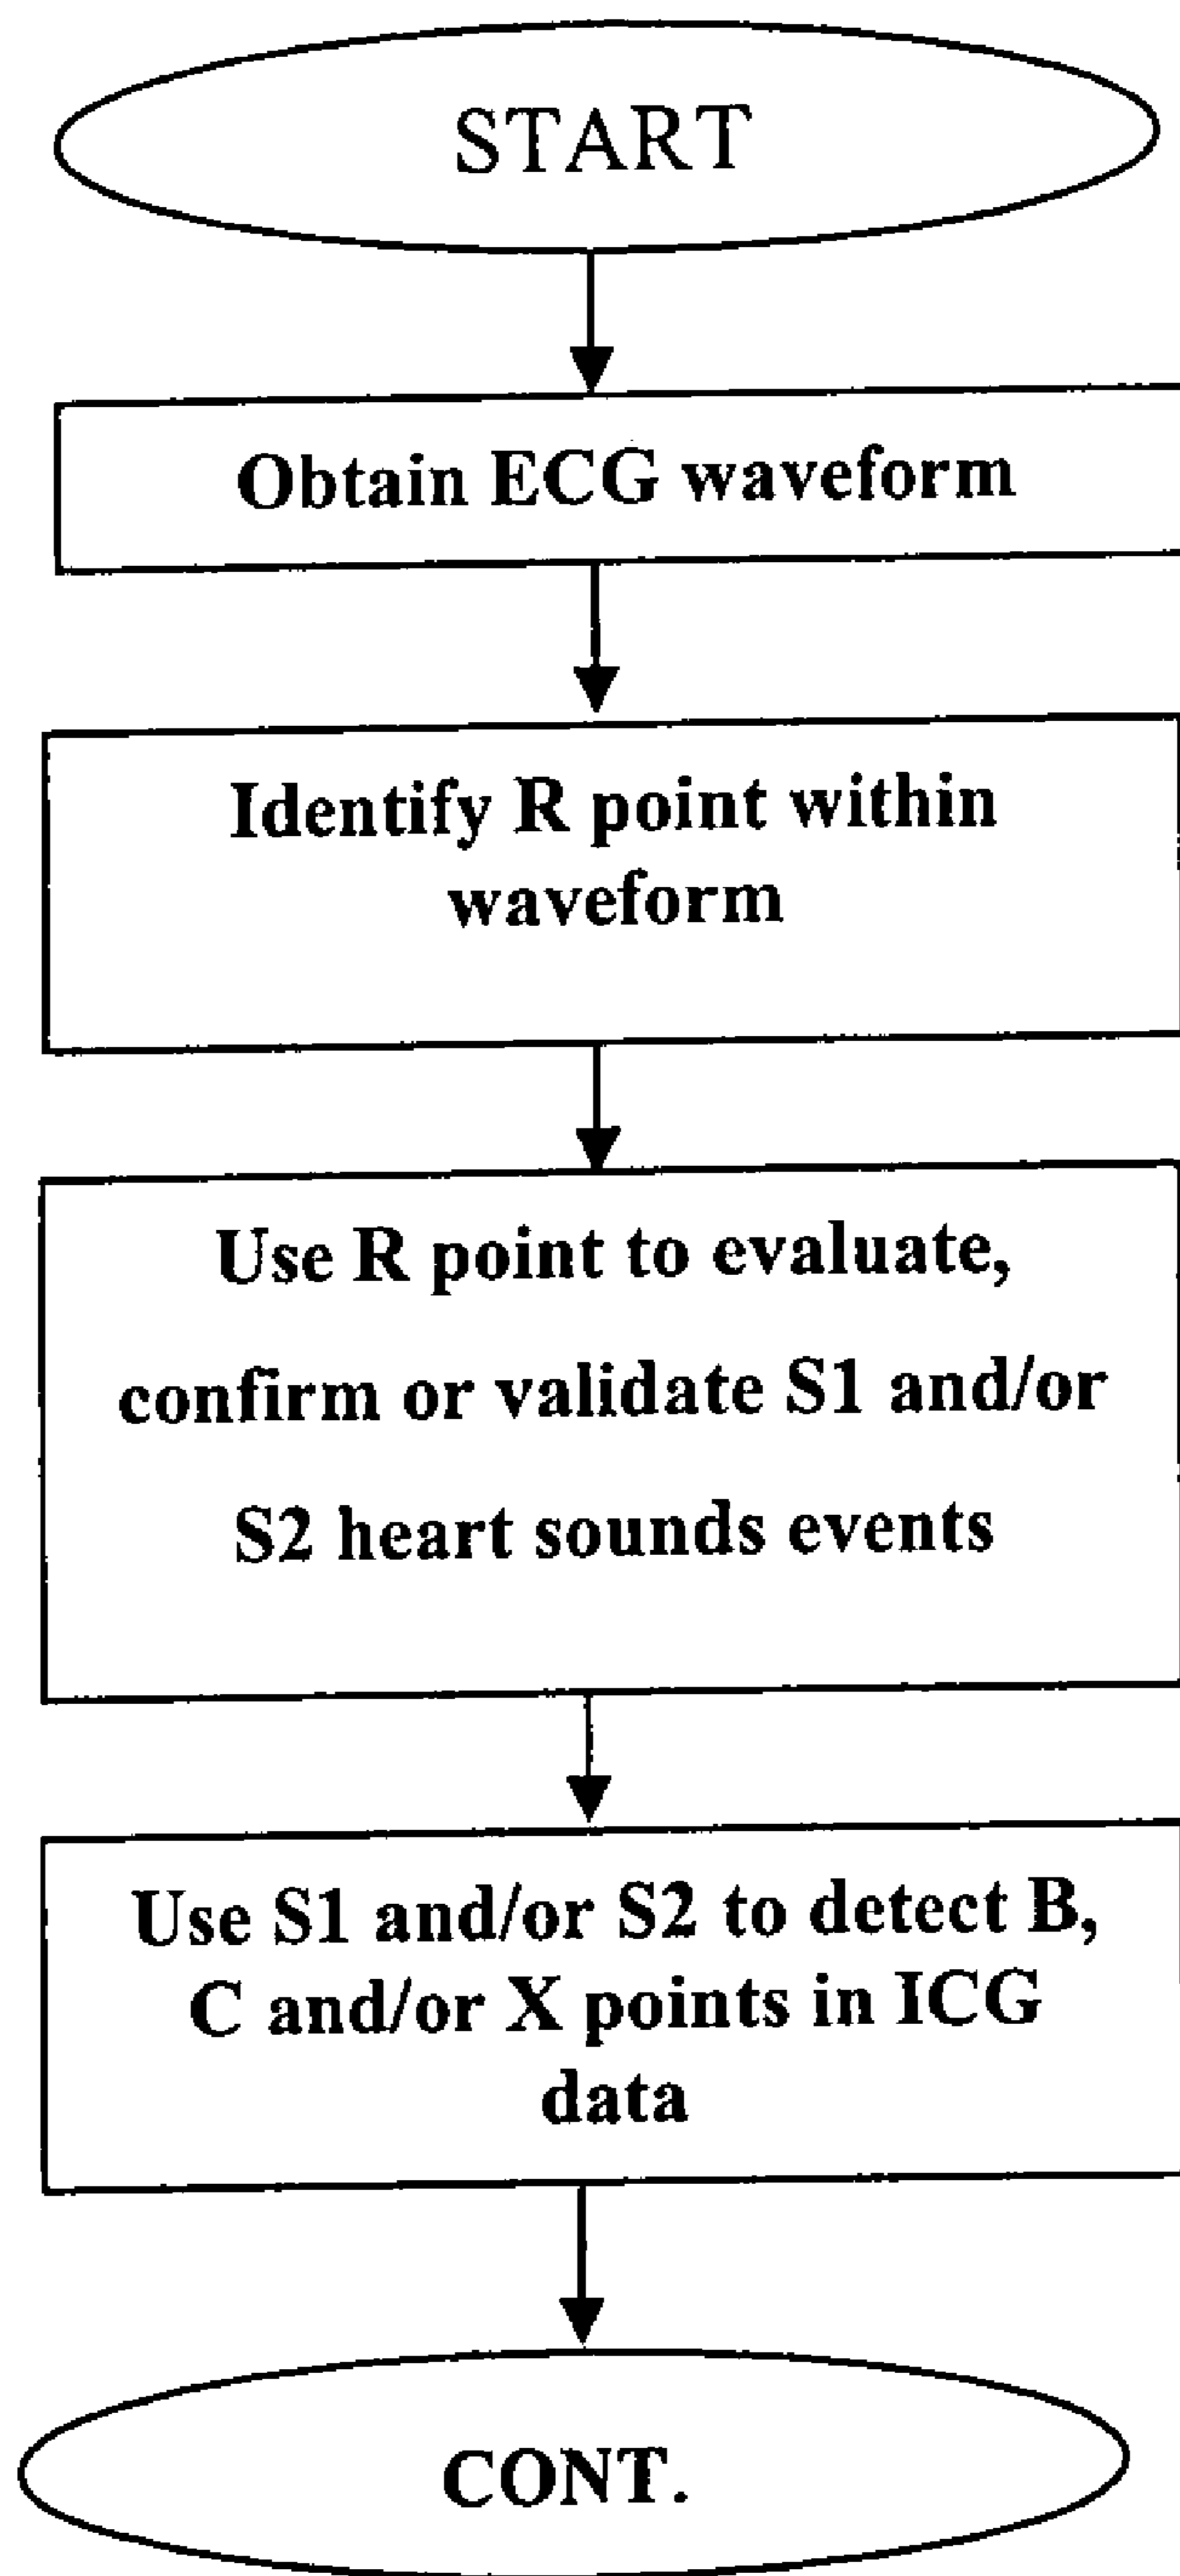 START
Obtain ECG waveform
Identify R point within
waveform
Use R point to evaluate,
confirm or validate S1 and/or
S2 heart sounds events
Use S1 and/or S2 to detect B,
C and/or X points in ICG
data
CONT.